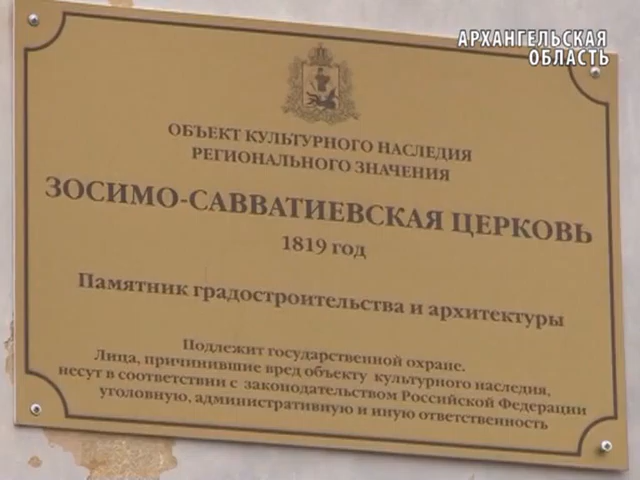 АРХАНГЕЛЬСКАЯ
ОБЛАСТЬ
ОБЪЕКТ КУЛЬТУРНОГО НАСЛЕДИЯ
РЕГИОНАЛЬНОГО ЗНАЧЕНИЯ
ЗОСИМО-САВВАТИЕВСКАЯ ЦЕРКОВЬ
1819 год
Памятник градостроительства и архитектуры
Подлежит государственной охране.
Лица, причинившие вред объекту культурного наследия,
несут в соответствии с законодательством Российской Федерации
уголовную, административную и иную ответственность